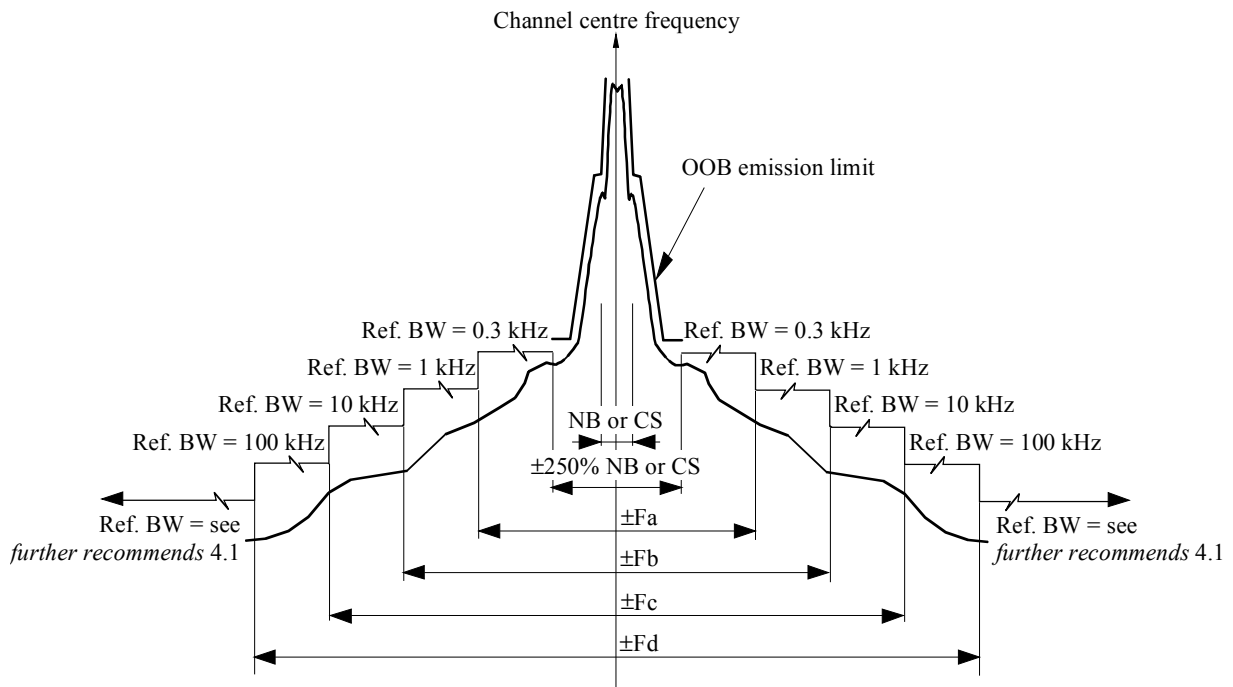 Channel centre frequency
OOB emission limit
Ref. BW = 0.3 kHz
Ref. BW = 0.3 kHz
Ref. BW = 1 kHz
Ref. BW = 1 kHz
Ref. BW = 10 kHz
Ref. BW = 10 kHz
NB or CS
Ref. BW = 100 kHz
Ref. BW = 100 kHz
±250% NB or CS
Ref. BW = see
further recommends 4.1
Ref. BW = see
further recommends 4.1
±Fa
±Fb
±Fc
±Fd